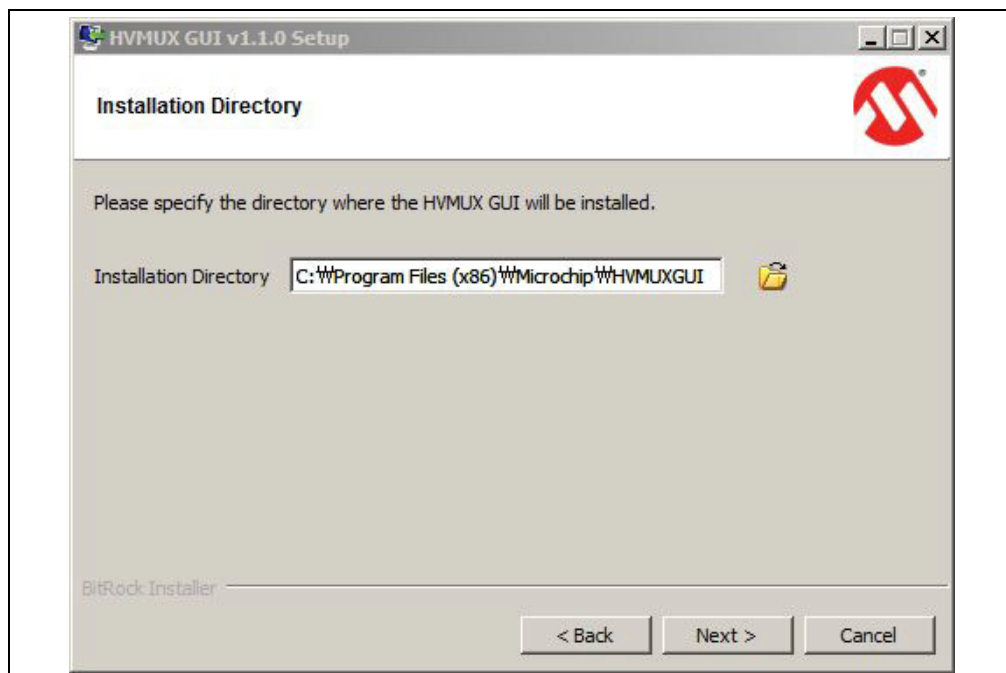 HVMUX GUI v1.1.0 Setup
Installation Directory
Please specify the directory where the HVMUX GUI will be installed.
Installation Directory C:₩Program Files (x86)₩Microchip₩HVMUXGUI
BitRock Installer
< Back Next > Cancel